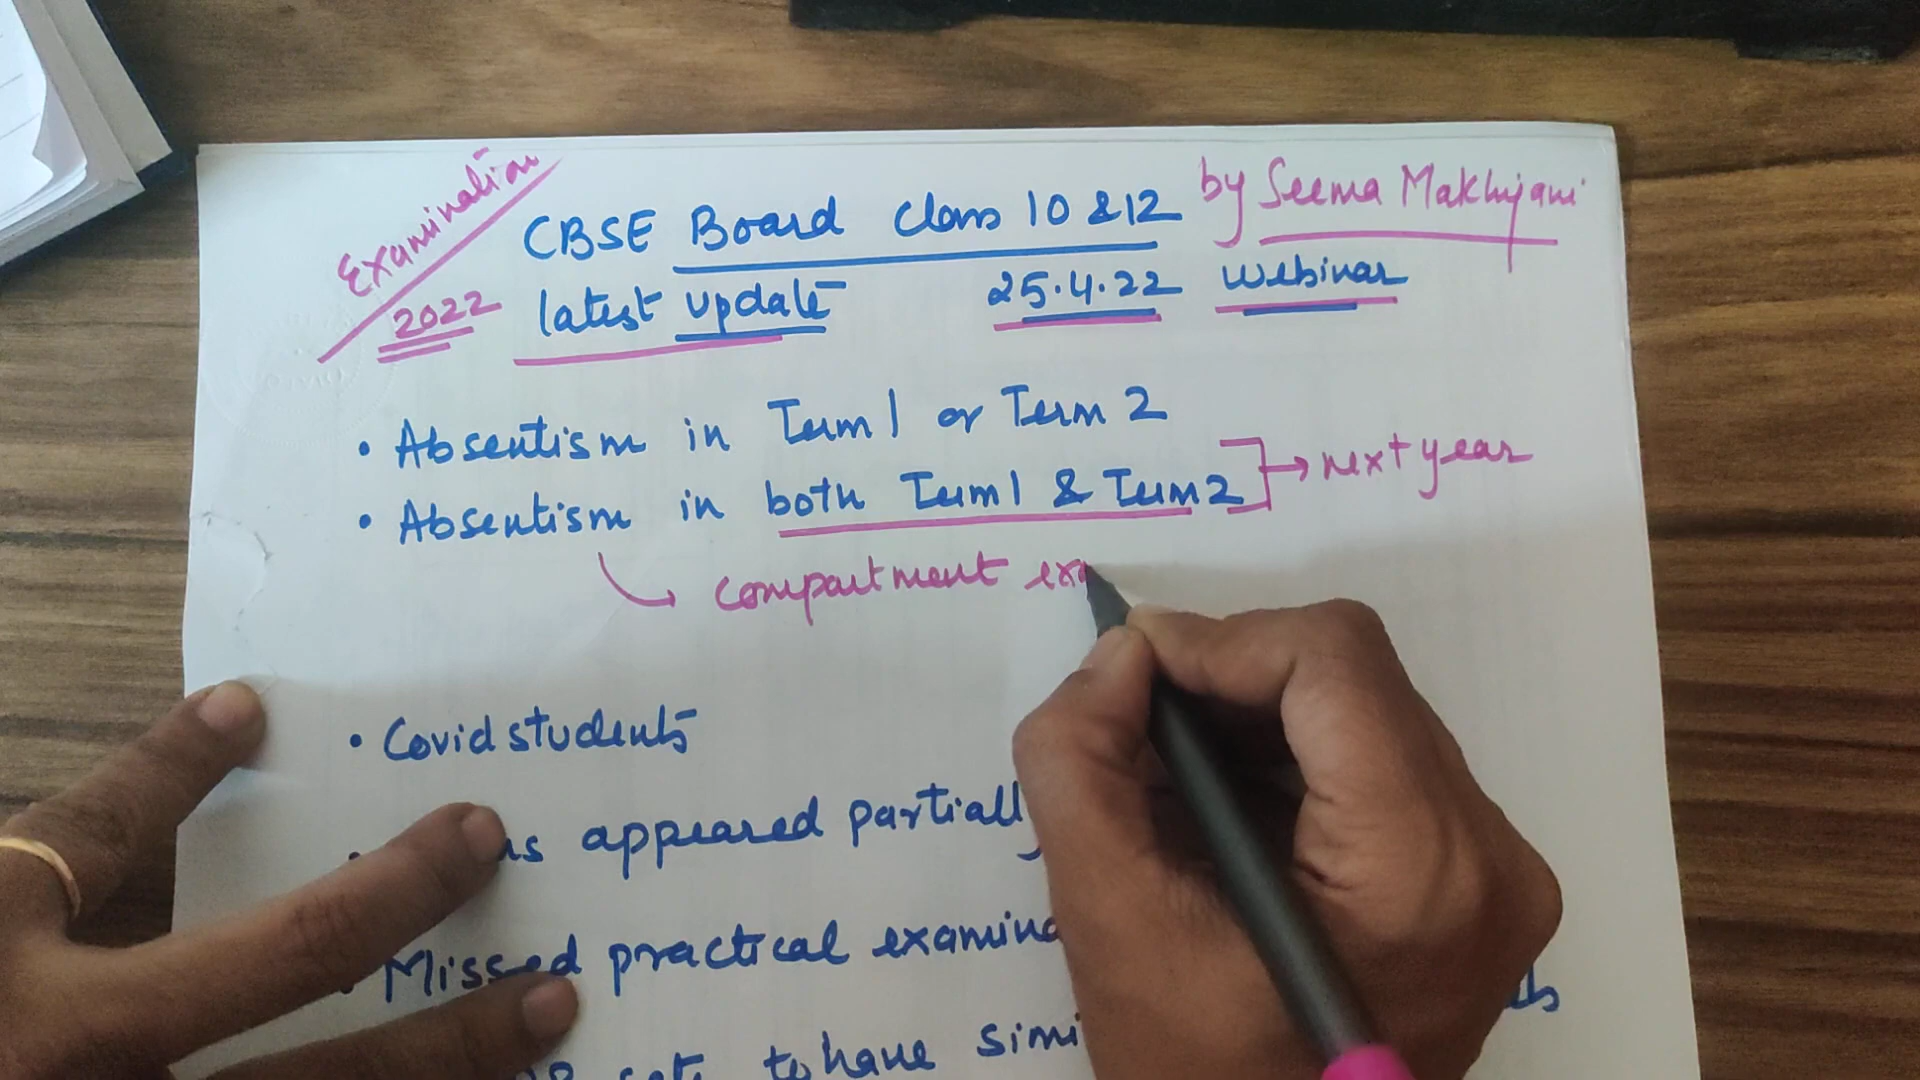 Examination
2022
CBSE Board Class 10 & 12 by Seema Makhijani
latest update 25.4.22 Webinar
• Absentism in Term 1 or Term 2
• Absentism in both Term 1 & Term 2 → next year
→ compartment exa
• Covid students
appeared partially
• Missed practical examina
to have simi